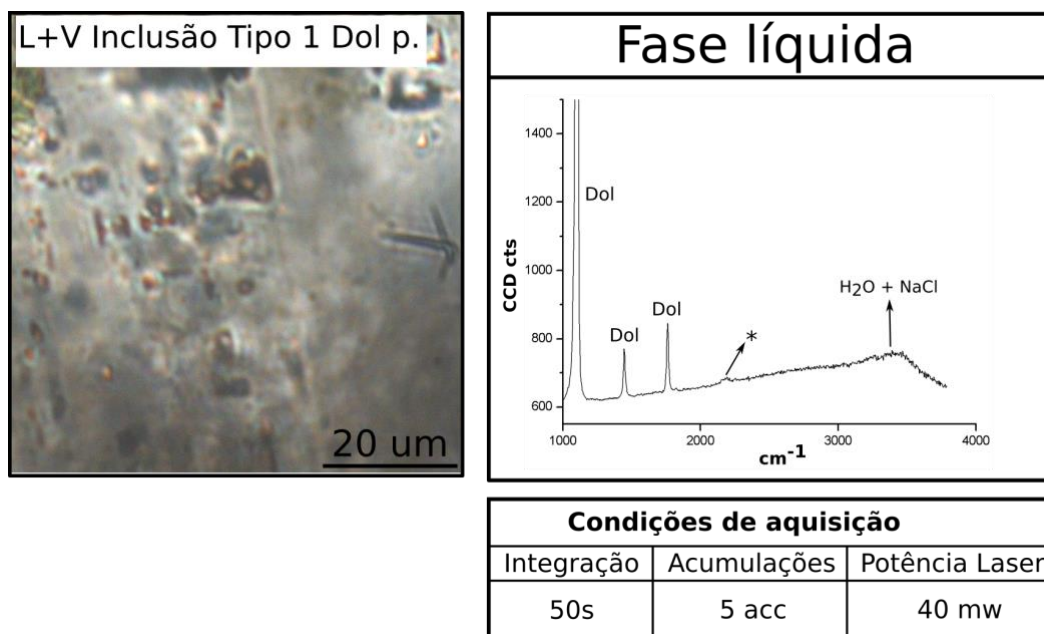 L+V Inclusão Tipo 1 Dol p.
20 um
Fase líquida
1400
1200
1000
800
600
CCD cts
Dol
Dol
Dol
*
H2O + NaCl
1000
2000
3000
4000
cm-1
Condições de aquisição
Integração
Acumulações
Potência Laser
50s
5 acc
40 mw